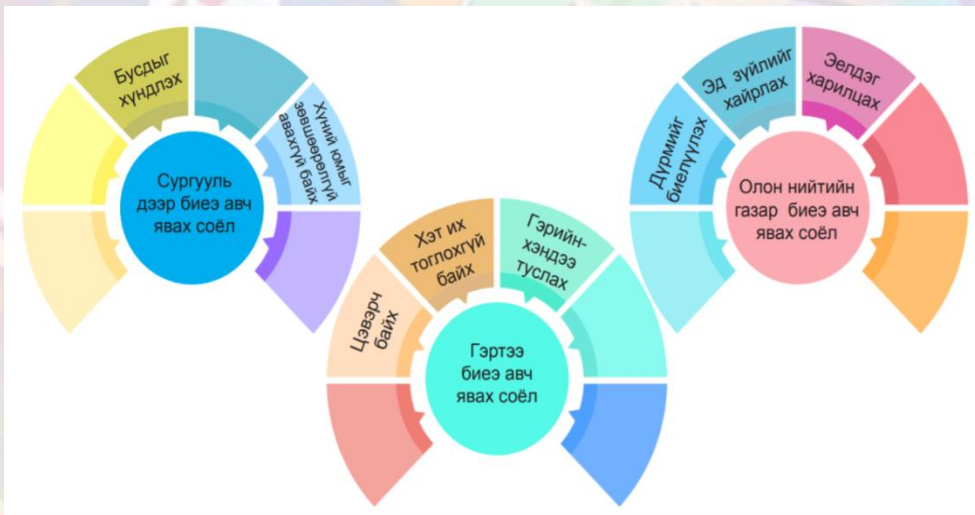 Бусдыг
хүндлэх
Хүний юмыг
зөвшөөрөлгүй
авахгүй байх
Сургууль
дээр биеэ авч
явах соёл
Цэвэрч
байх
Хэт их
тоглохгүй
байх
Гэрийн-
хэндээ
туслах
Гэртээ
биеэ авч
явах соёл
Дүрмийг
биелүүлэх
Эд зүйлийг
хайрлах
Эелдэг
харилцах
Олон нийтийн
газар биеэ авч
явах соёл